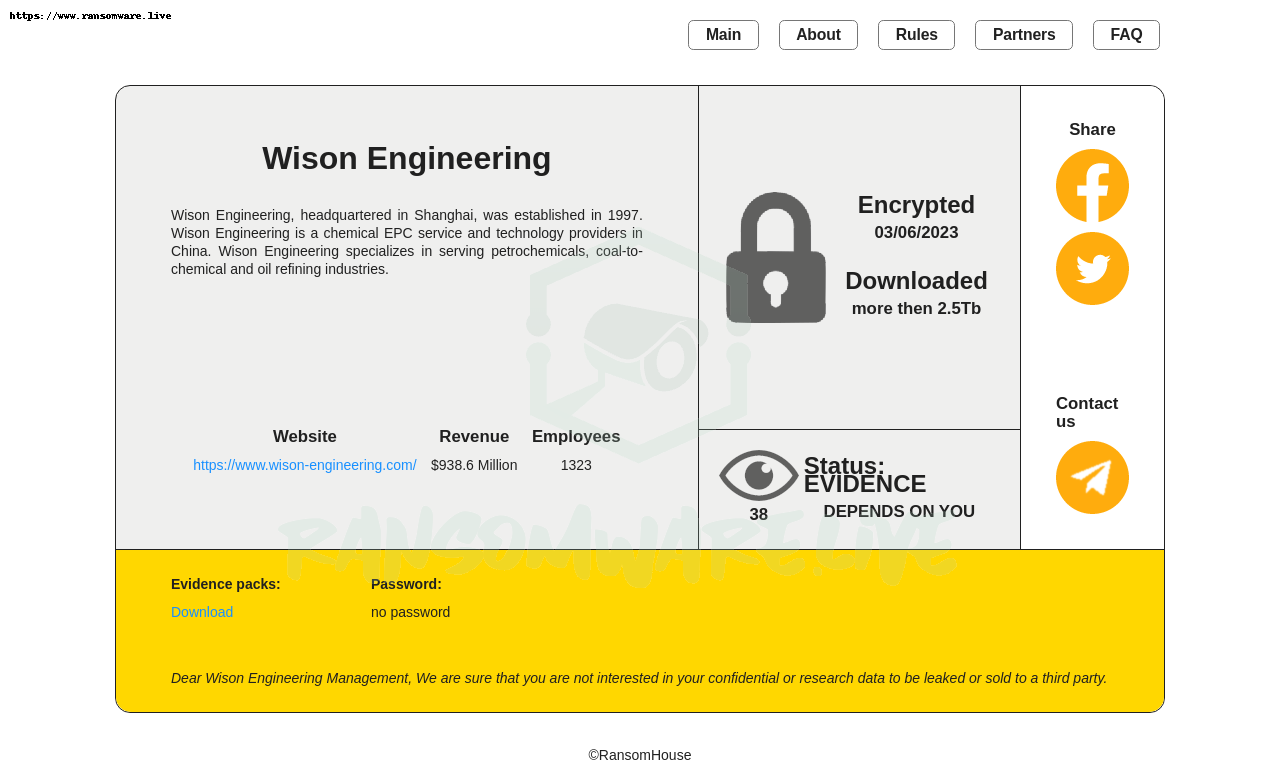 https://www.ransomware.live
Main About Rules Partners FAQ
Wison Engineering
Wison Engineering, headquartered in Shanghai, was established in 1997.
Wison Engineering is a chemical EPC service and technology providers in
China. Wison Engineering specializes in serving petrochemicals, coal-to-
chemical and oil refining industries.
Website Revenue Employees
https://www.wison-engineering.com/ $938.6 Million 1323
Encrypted
03/06/2023
Downloaded
more then 2.5Tb
Status:
EVIDENCE
38 DEPENDS ON YOU
Share
Contact
us
RANSOMWARE.LIVE
Evidence packs: Password:
Download no password
Dear Wison Engineering Management, We are sure that you are not interested in your confidential or research data to be leaked or sold to a third party.
©RansomHouse